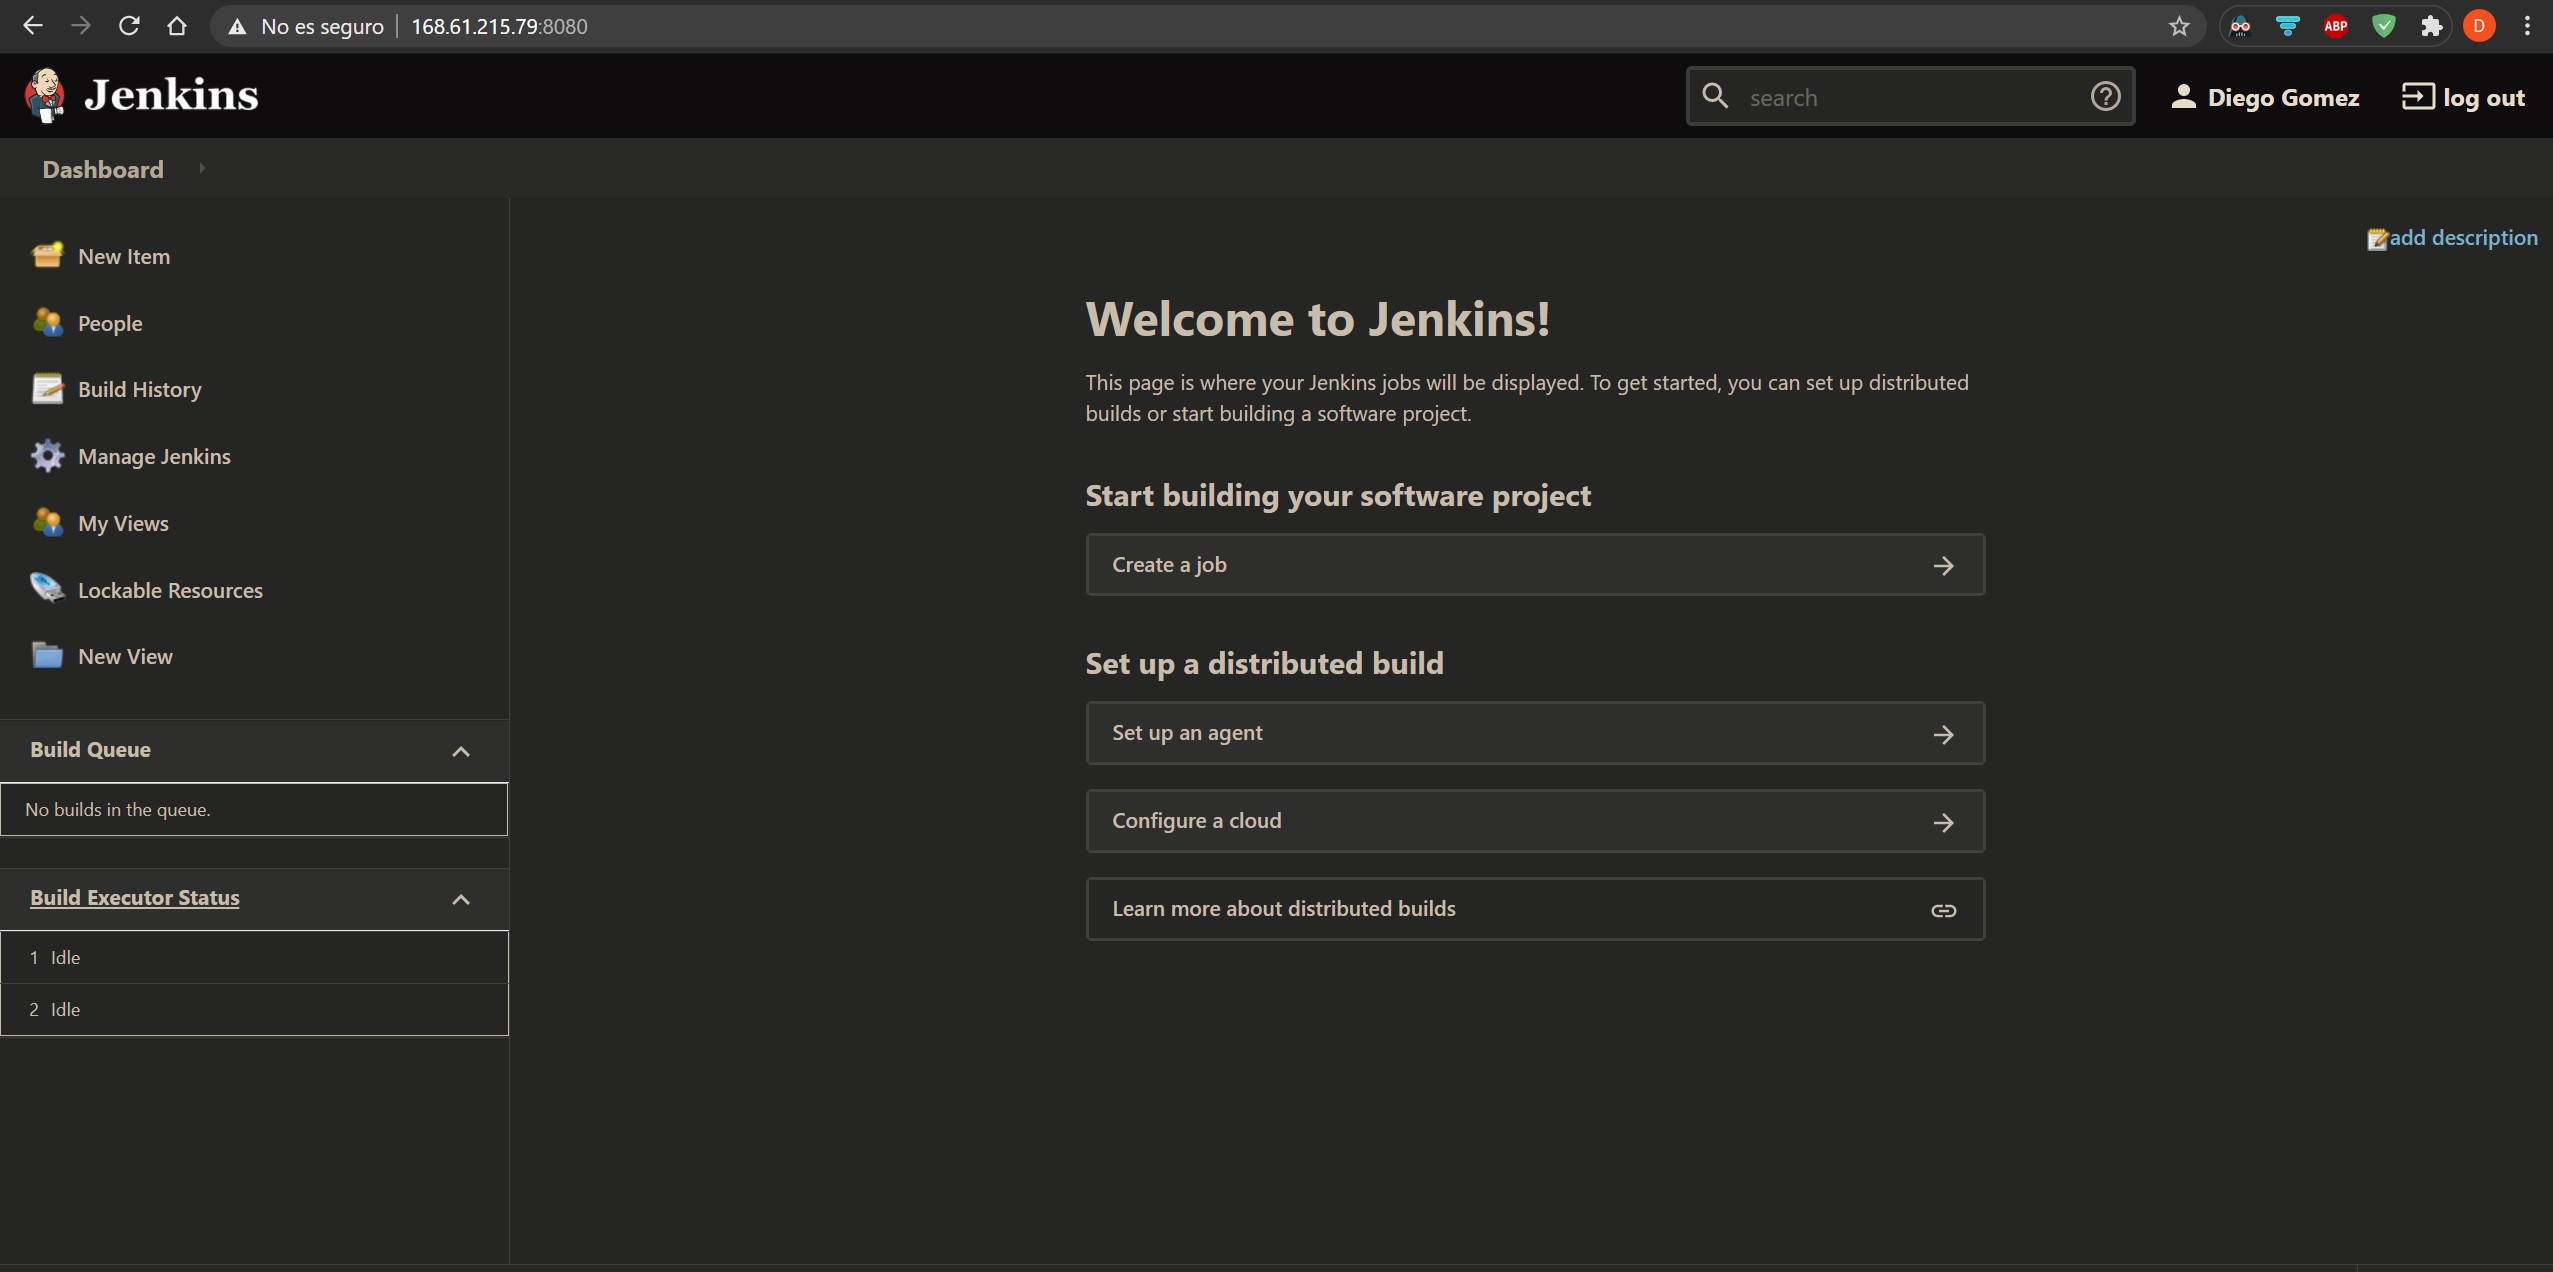 No es seguro | 168.61.215.79:8080
ABP
D
Jenkins
search
Diego Gomez
log out
Dashboard
New Item
People
Build History
Manage Jenkins
My Views
Lockable Resources
New View
Build Queue
No builds in the queue.
Build Executor Status
1 Idle
2 Idle
add description
Welcome to Jenkins!
This page is where your Jenkins jobs will be displayed. To get started, you can set up distributed
builds or start building a software project.
Start building your software project
Create a job
Set up a distributed build
Set up an agent
Configure a cloud
Learn more about distributed builds